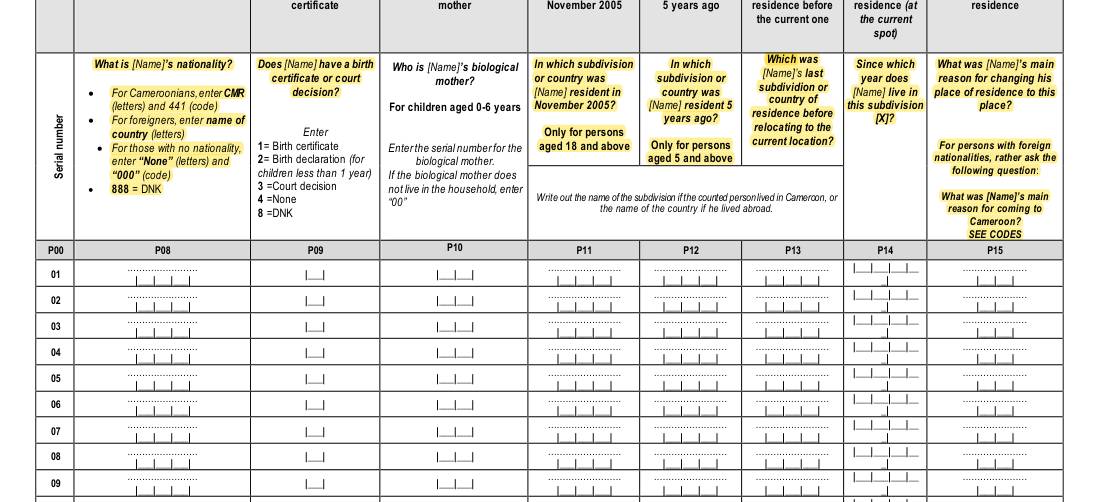 certificate
mother
November 2005
5 years ago
residence before
the current one
residence (at
the current
spot)
residence
Serial number
What is [Name]'s nationality?
• For Cameroonians, enter CMR
(letters) and 441 (code)
• For foreigners, enter name of
country (letters)
• For those with no nationality,
enter “None” (letters) and
“000” (code)
• 888 = DNK
Does [Name] have a birth
certificate or court
decision?
Enter
1= Birth certificate
2= Birth declaration (for
children less than 1 year)
3 =Court decision
4 =None
8 =DNK
Who is [Name]'s biological
mother?
For children aged 0-6 years
Enter the serial number for the
biological mother.
If the biological mother does
not live in the household, enter
“00”
In which subdivision
or country was
[Name] resident in
November 2005?
Only for persons
aged 18 and above
In which
subdivision or
country was
[Name] resident 5
years ago?
Only for persons
aged 5 and above
Which was
[Name]'s last
subdividion or
country of
residence before
relocating to the
current location?
Write out the name of the subdivision if the counted person lived in Cameroon, or
the name of the country if he lived abroad.
Since which
year does
[Name] live in
this subdivision
[X]?
What was [Name]'s main
reason for changing his
place of residence to this
place?
For persons with foreign
nationalities, rather ask the
following question:
What was [Name]'s main
reason for coming to
Cameroon?
SEE CODES
P00 P08 P09 P10 P11 P12 P13 P14 P15
01
02
03
04
05
06
07
08
09